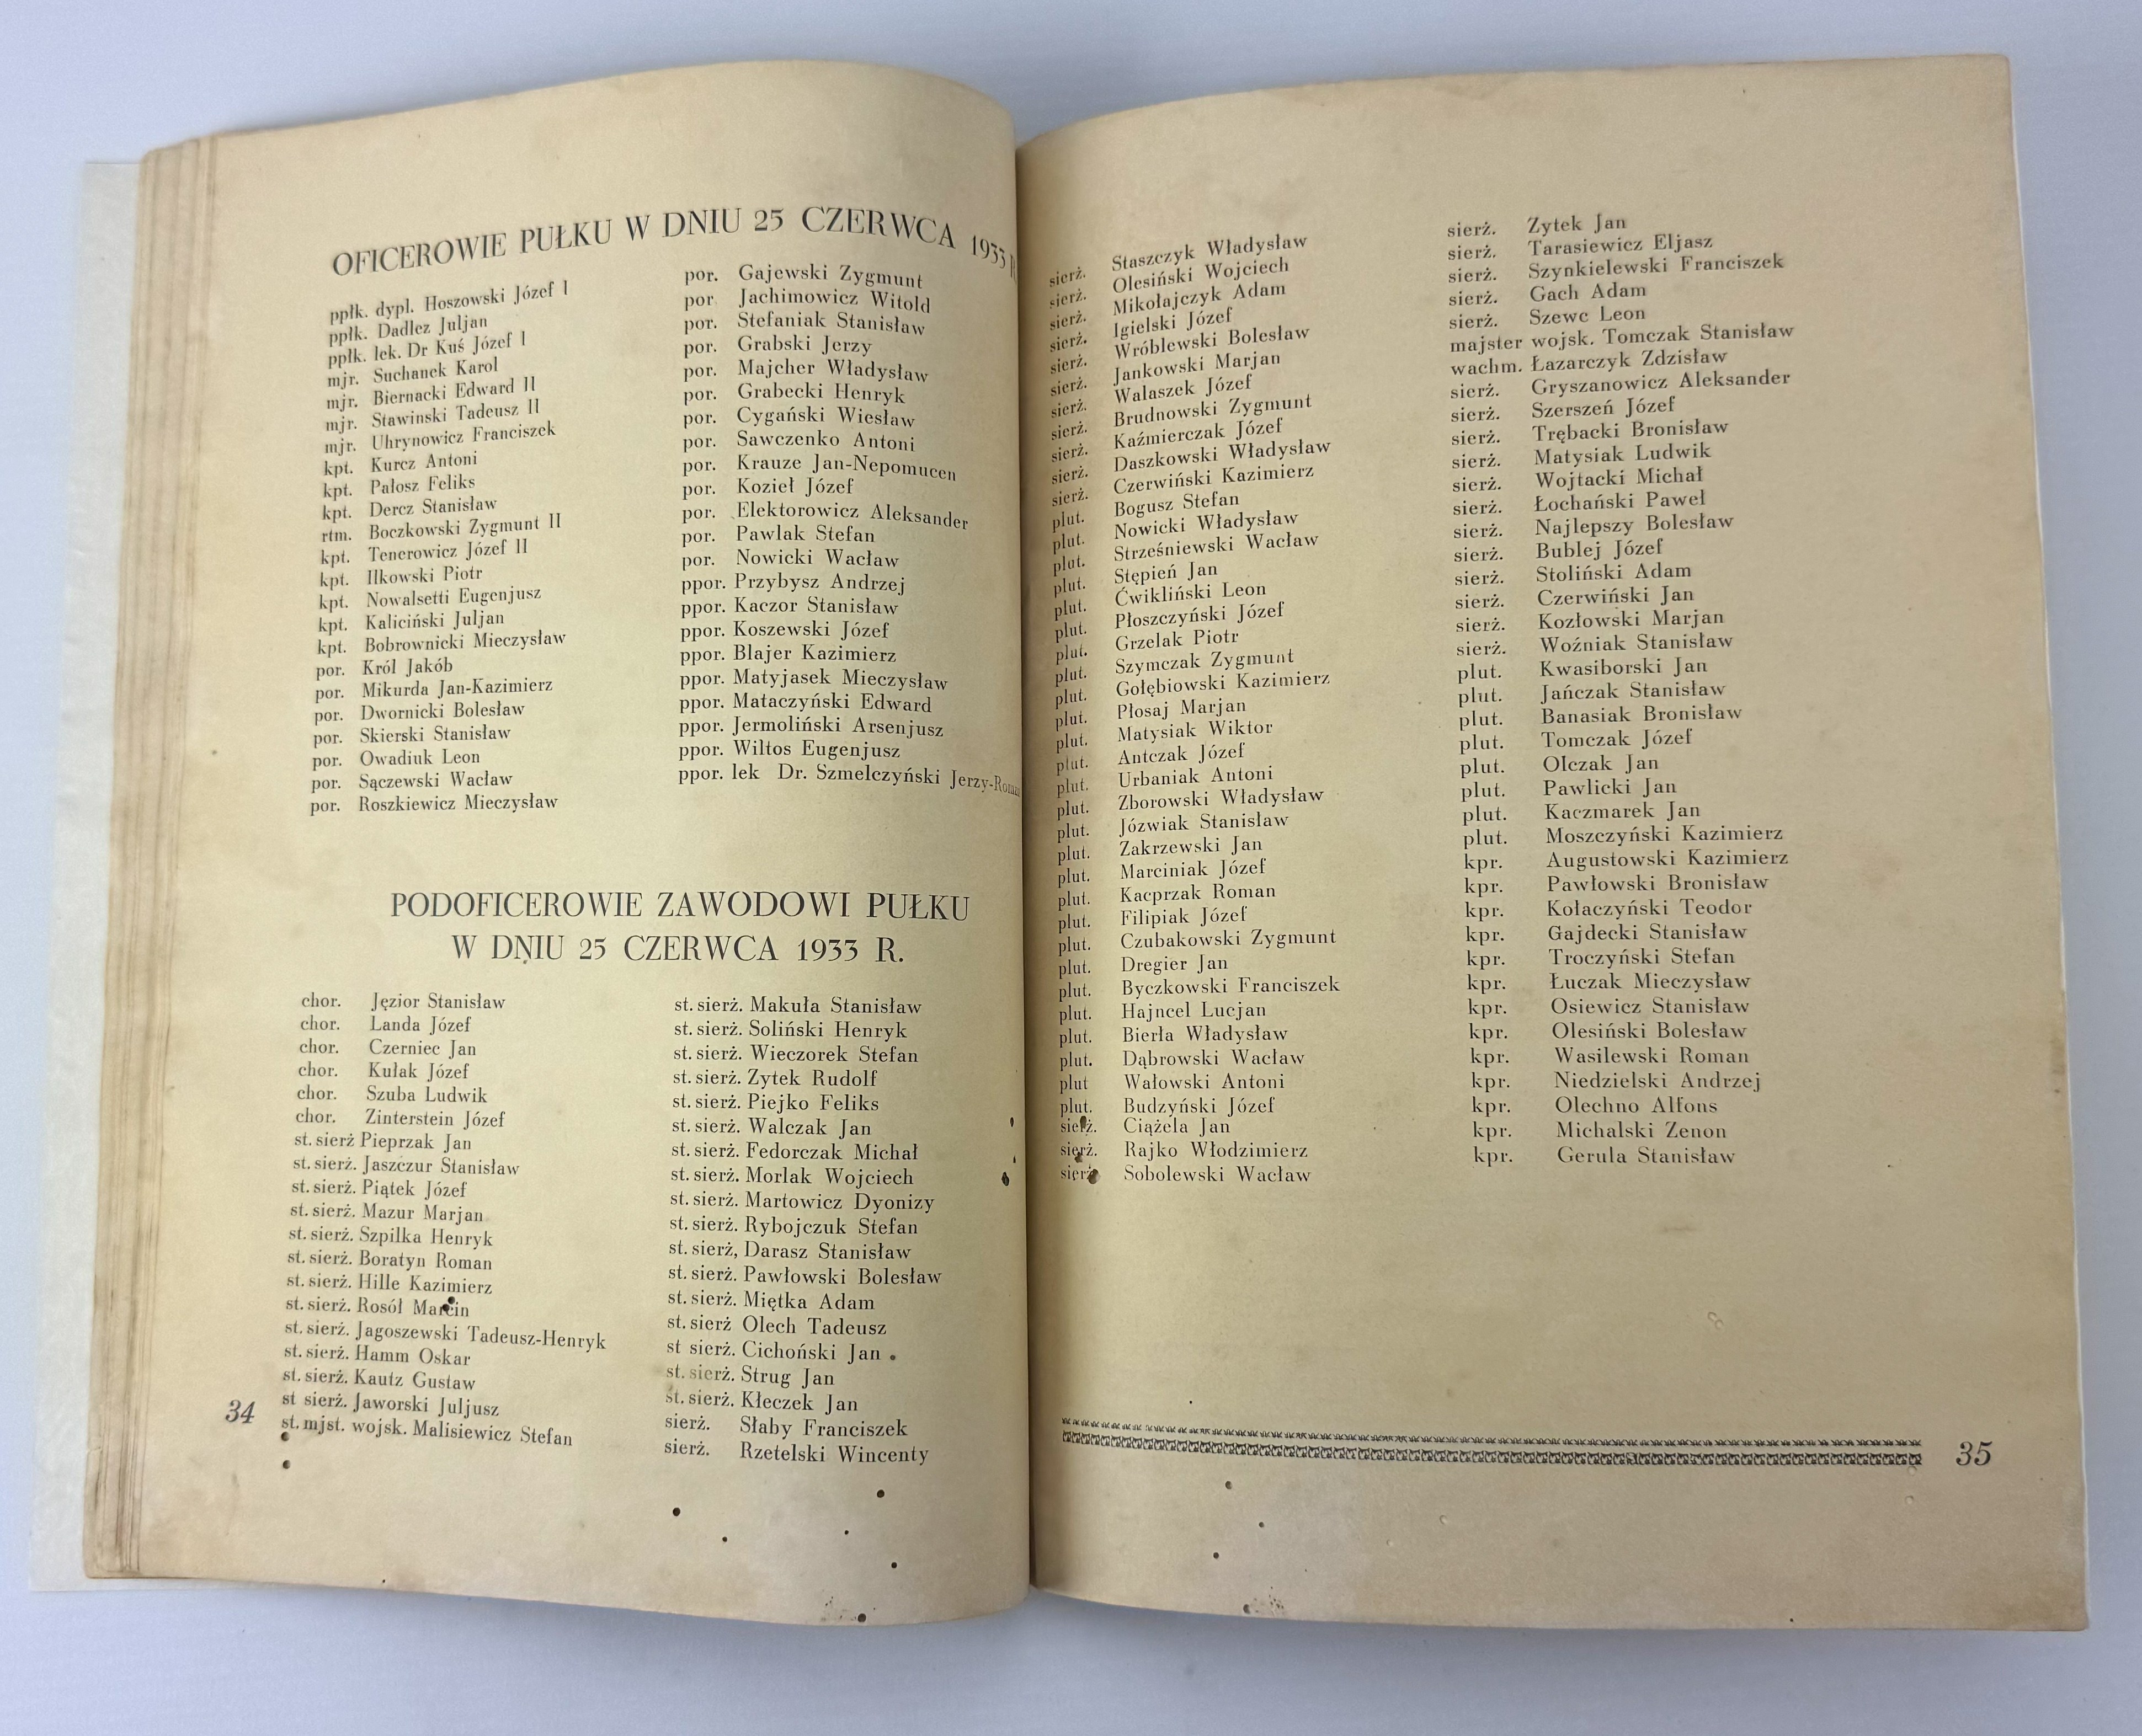 OFICEROWIE PUŁKU W DNIU 25 CZERWCA 1933 R
ppłk. dypl. Hoszowski Józef I
ppłk. Dadlez Juljan
ppłk. lek. Dr Kuś Józef I
mjr. Suchanek Karol
mjr. Biernacki Edward II
mjr. Stawinski Tadeusz II
mjr. Uhrynowicz Franciszek
kpt. Kurcz Antoni
kpt. Pałosz Feliks
kpt. Dercz Stanisław
rtm. Boczkowski Zygmunt II
kpt. Tenerowicz Józef II
kpt. Ilkowski Piotr
kpt. Nowalsetti Eugenjusz
kpt. Kaliciński Juljan
kpt. Bobrownicki Mieczysław
por. Król Jakób
por. Mikurda Jan-Kazimierz
por. Dwornicki Bolesław
por. Skierski Stanisław
por. Owadiuk Leon
por. Sączewski Wacław
por. Roszkiewicz Mieczysław
por. Gajewski Zygmunt
por Jachimowicz Witold
por. Stefaniak Stanisław
por. Grabski Jerzy
por. Majcher Władysław
por. Grabecki Henryk
por. Cygański Wiesław
por. Sawczenko Antoni
por. Krauze Jan-Nepomucen
por. Kozieł Józef
por. Elektorowicz Aleksander
por. Pawlak Stefan
por. Nowicki Wacław
ppor. Przybysz Andrzej
ppor. Kaczor Stanisław
ppor. Koszewski Józef
ppor. Blajer Kazimierz
ppor. Matyjasek Mieczysław
ppor. Mataczyński Edward
ppor. Jermoliński Arsenjusz
ppor. Wiltos Eugenjusz
ppor. lek Dr. Szmelczyński Jerzy-Roman
PODOFICEROWIE ZAWODOWI PUŁKU
W DNIU 25 CZERWCA 1933 R.
chor. Jęzior Stanisław
chor. Landa Józef
chor. Czerniec Jan
chor. Kułak Józef
chor. Szuba Ludwik
chor. Zinterstein Józef
st. sierż Pieprzak Jan
st. sierż. Jaszczur Stanisław
st. sierż. Piątek Józef
st. sierż. Mazur Marjan
st. sierż. Szpilka Henryk
st. sierż. Boratyn Roman
st. sierż. Hille Kazimierz
st. sierż. Rosół Marcin
st. sierż. Jagoszewski Tadeusz-Henryk
st. sierż. Hamm Oskar
st. sierż. Kautz Gustaw
st sierż. Jaworski Juljusz
st. mjst. wojsk. Malisiewicz Stefan
st. sierż. Makuła Stanisław
st. sierż. Soliński Henryk
st. sierż. Wieczorek Stefan
st. sierż. Zytek Rudolf
st. sierż. Piejko Feliks
st. sierż. Walczak Jan
st. sierż. Fedorczak Michał
st. sierż. Morlak Wojciech
st. sierż. Martowicz Dyonizy
st. sierż. Rybojczuk Stefan
st. sierż, Darasz Stanisław
st. sierż. Pawłowski Bolesław
st. sierż. Miętka Adam
st. sierż Olech Tadeusz
st sierż. Cichoński Jan
st. sierż. Strug Jan
st. sierż. Kłeczek Jan
sierż. Słaby Franciszek
sierż. Rzetelski Wincenty
34
sierż. Staszczyk Władysław
sierż. Olesiński Wojciech
sierż. Mikołajczyk Adam
sierż. Igielski Józef
sierż. Wróblewski Bolesław
sierż. Jankowski Marjan
sierż. Walaszek Józef
sierż. Brudnowski Zygmunt
sierż. Kaźmierczak Józef
sierż. Daszkowski Władysław
sierż. Czerwiński Kazimierz
plut. Bogusz Stefan
plut. Nowicki Władysław
plut. Strześniewski Wacław
plut. Stępień Jan
plut. Ćwikliński Leon
plut. Płoszczyński Józef
plut. Grzelak Piotr
plut. Szymczak Zygmunt
plut. Gołębiowski Kazimierz
plut. Płosaj Marjan
plut. Matysiak Wiktor
plut. Antczak Józef
plut. Urbaniak Antoni
plut. Zborowski Władysław
plut. Józwiak Stanisław
plut. Zakrzewski Jan
plut. Marciniak Józef
plut. Kacprzak Roman
plut. Filipiak Józef
plut. Czubakowski Zygmunt
plut. Dregier Jan
plut. Byczkowski Franciszek
plut. Hajncel Lucjan
plut. Bierła Władysław
plut. Dąbrowski Wacław
plut Wałowski Antoni
plut. Budzyński Józef
sierż. Ciążela Jan
sierż. Rajko Włodzimierz
sierż. Sobolewski Wacław
sierż. Zytek Jan
sierż. Tarasiewicz Eljasz
sierż. Szynkielewski Franciszek
sierż. Gach Adam
sierż. Szewc Leon
majster wojsk. Tomczak Stanisław
wachm. Łazarczyk Zdzisław
sierż. Gryszanowicz Aleksander
sierż. Szerszeń Józef
sierż. Trębacki Bronisław
sierż. Matysiak Ludwik
sierż. Wojtacki Michał
sierż. Łochański Paweł
sierż. Najlepszy Bolesław
sierż. Bublej Józef
sierż. Stoliński Adam
sierż. Czerwiński Jan
sierż. Kozłowski Marjan
sierż. Woźniak Stanisław
plut. Kwasiborski Jan
plut. Jańczak Stanisław
plut. Banasiak Bronisław
plut. Tomczak Józef
plut. Olczak Jan
plut. Pawlicki Jan
plut. Kaczmarek Jan
plut. Moszczyński Kazimierz
kpr. Augustowski Kazimierz
kpr. Pawłowski Bronisław
kpr. Kołaczyński Teodor
kpr. Gajdecki Stanisław
kpr. Troczyński Stefan
kpr. Łuczak Mieczysław
kpr. Osiewicz Stanisław
kpr. Olesiński Bolesław
kpr. Wasilewski Roman
kpr. Niedzielski Andrzej
kpr. Olechno Alfons
kpr. Michalski Zenon
kpr. Gerula Stanisław
35